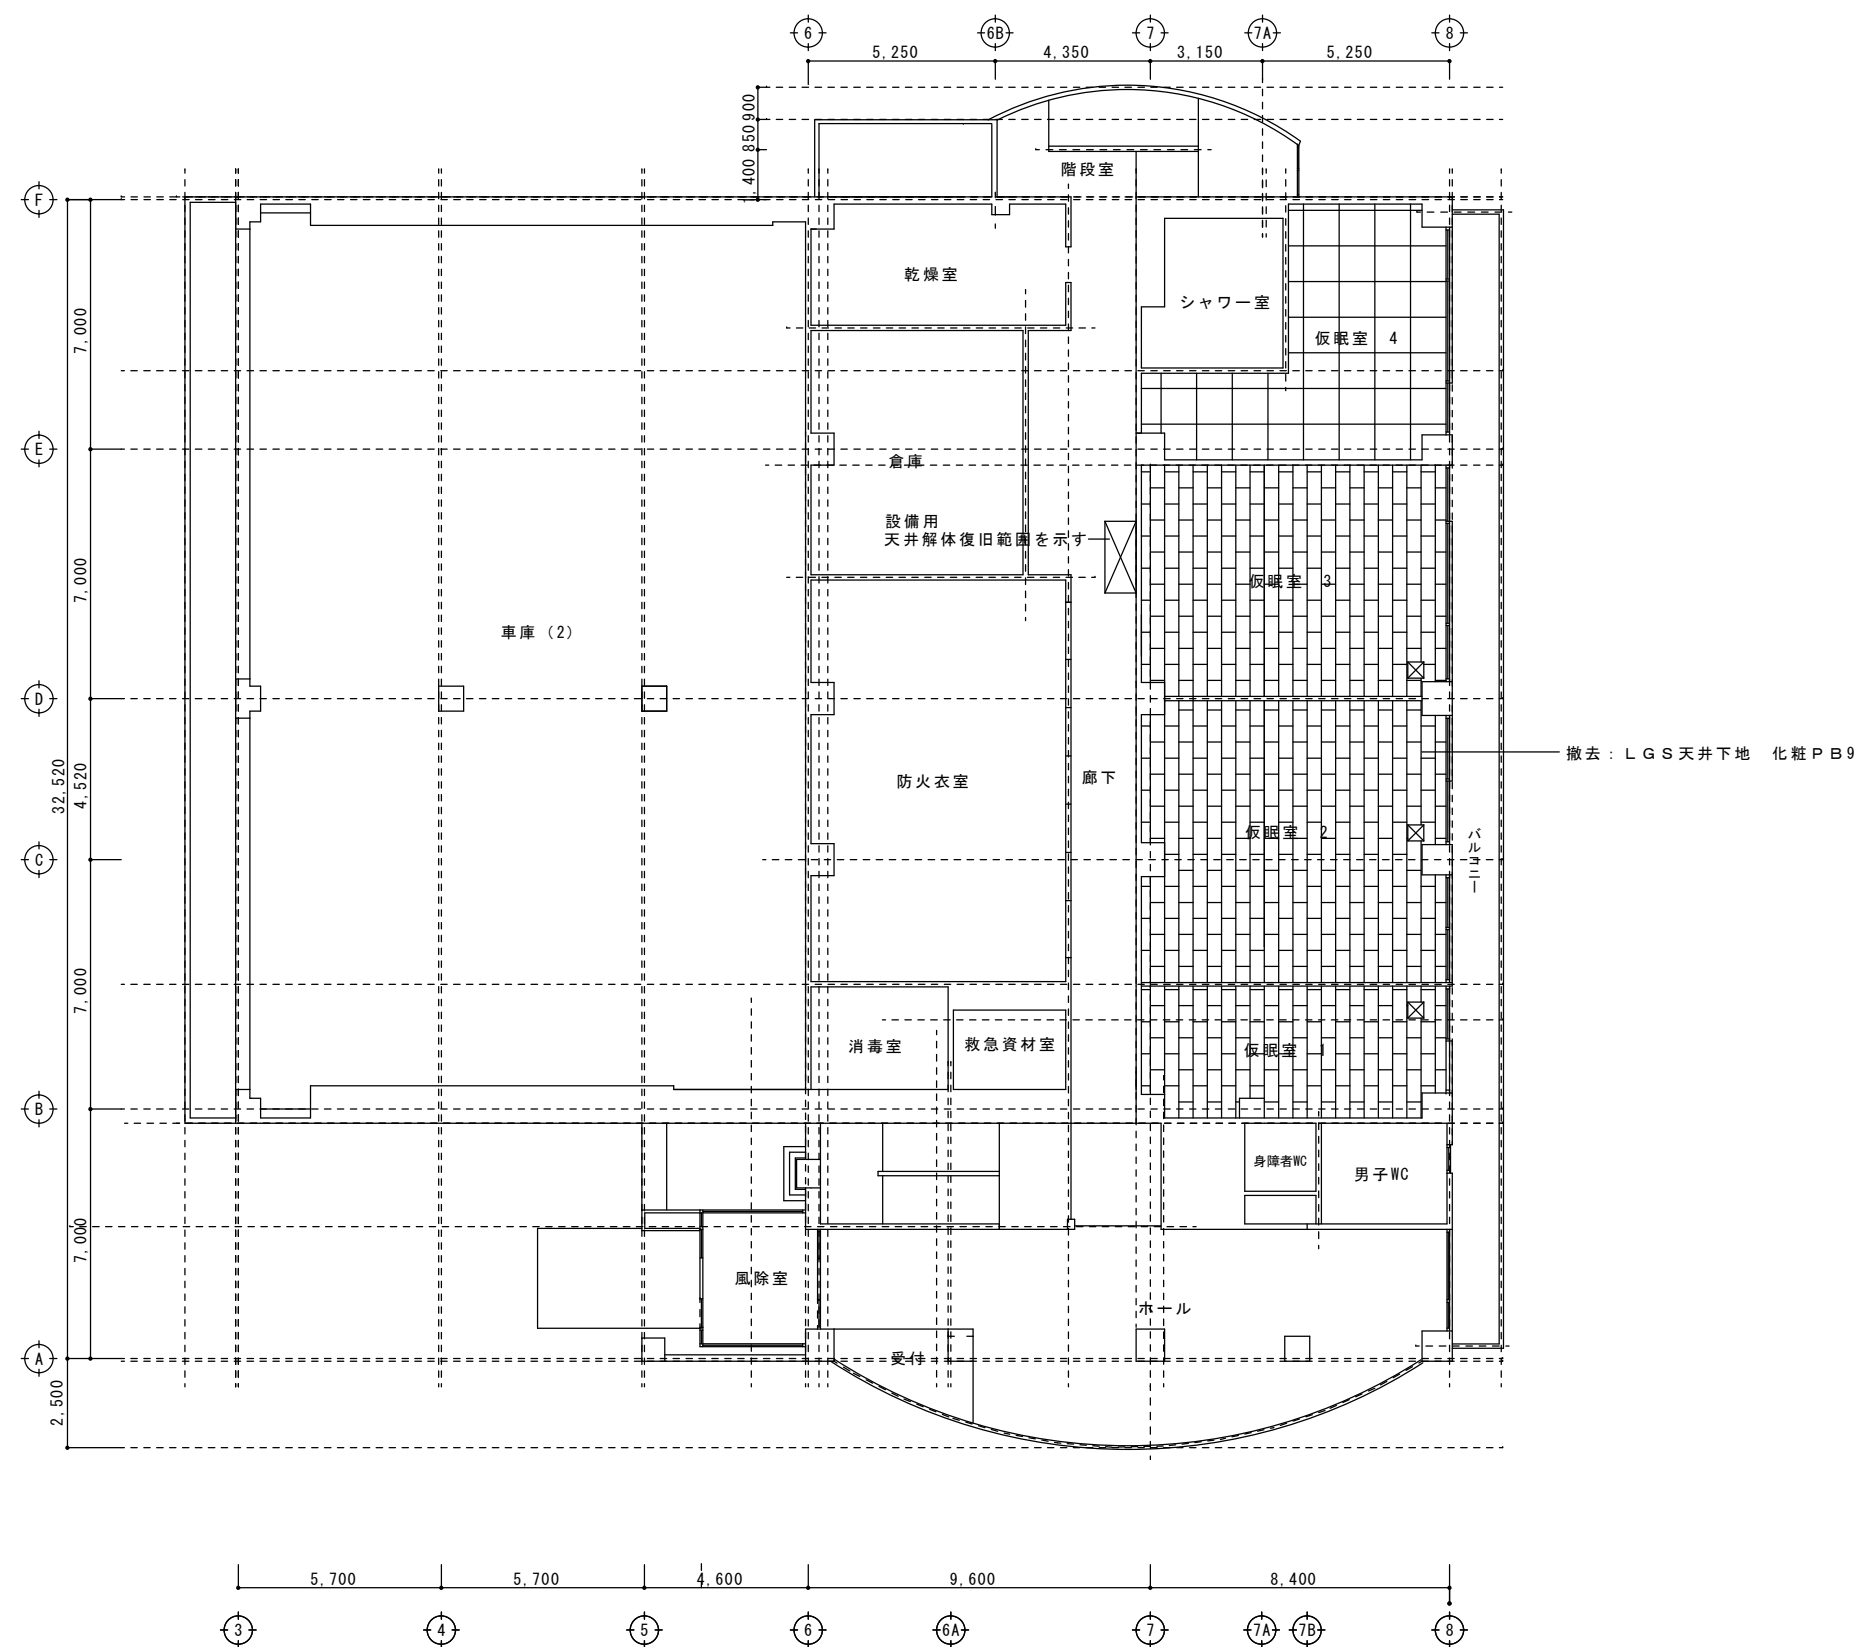 6
6B
7
7A
8
5,250
4,350
3,150
5,250
900
850
,400
階段室
F
乾燥室
シャワー室
仮眠室 4
7,000
E
倉庫
設備用
天井解体復旧範囲を示す
仮眠室 3
7,000
車庫（2）
D
撤去：ＬＧＳ天井下地 化粧ＰＢ9
32,520
4,520
防火衣室
廊下
仮眠室 2
バルコニー
C
7,000
消毒室
救急資材室
仮眠室 1
B
身障者WC
男子WC
7,000
風除室
ホール
受付
A
2,500
5,700
5,700
4,600
9,600
8,400
3
4
5
6
6A
7
7A
7B
8